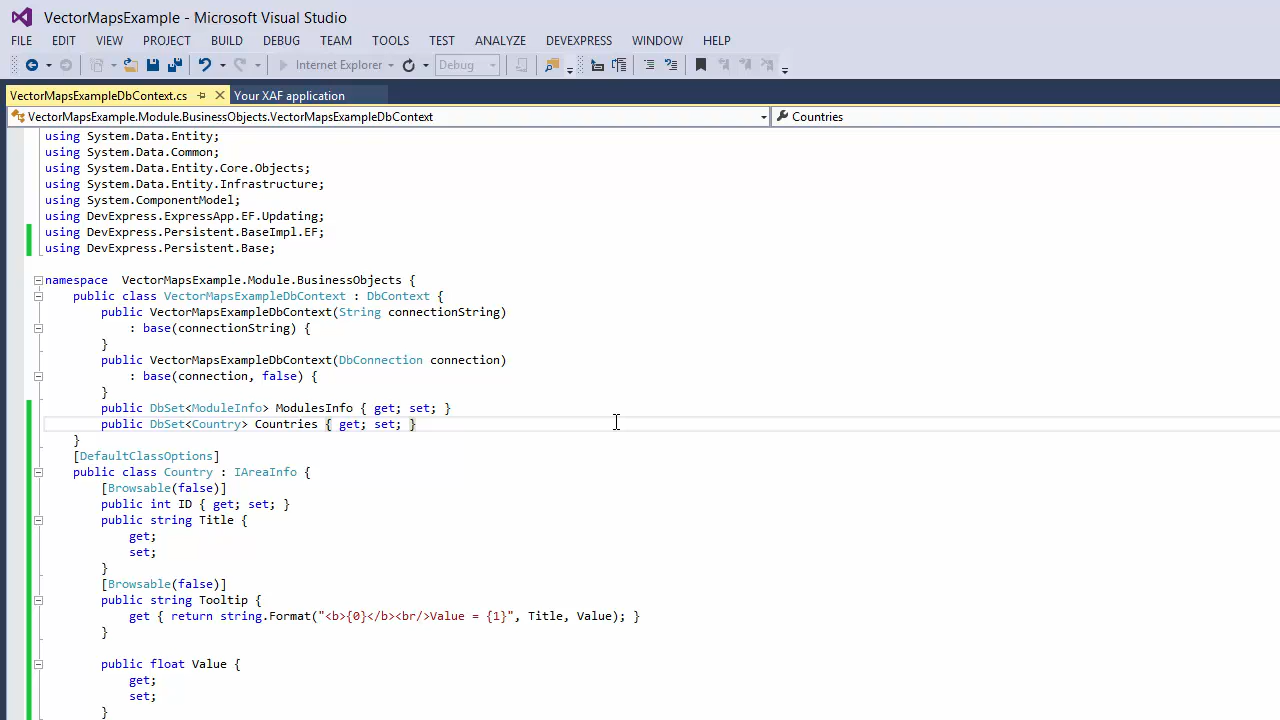 VectorMapsExample - Microsoft Visual Studio
FILE EDIT VIEW PROJECT BUILD DEBUG TEAM TOOLS TEST ANALYZE DEVEXPRESS WINDOW HELP
Internet Explorer Debug
VectorMapsExampleDbContext.cs Your XAF application
VectorMapsExample.Module.BusinessObjects.VectorMapsExampleDbContext Countries
using System.Data.Entity;
using System.Data.Common;
using System.Data.Entity.Core.Objects;
using System.Data.Entity.Infrastructure;
using System.ComponentModel;
using DevExpress.ExpressApp.EF.Updating;
using DevExpress.Persistent.BaseImpl.EF;
using DevExpress.Persistent.Base;
namespace  VectorMapsExample.Module.BusinessObjects {
public class VectorMapsExampleDbContext : DbContext {
public VectorMapsExampleDbContext(String connectionString)
: base(connectionString) {
}
public VectorMapsExampleDbContext(DbConnection connection)
: base(connection, false) {
}
public DbSet<ModuleInfo> ModulesInfo { get; set; }
public DbSet<Country> Countries { get; set; }
}
[DefaultClassOptions]
public class Country : IAreaInfo {
[Browsable(false)]
public int ID { get; set; }
public string Title {
get;
set;
}
[Browsable(false)]
public string Tooltip {
get { return string.Format("<b>{0}</b><br/>Value = {1}", Title, Value); }
}
public float Value {
get;
set;
}